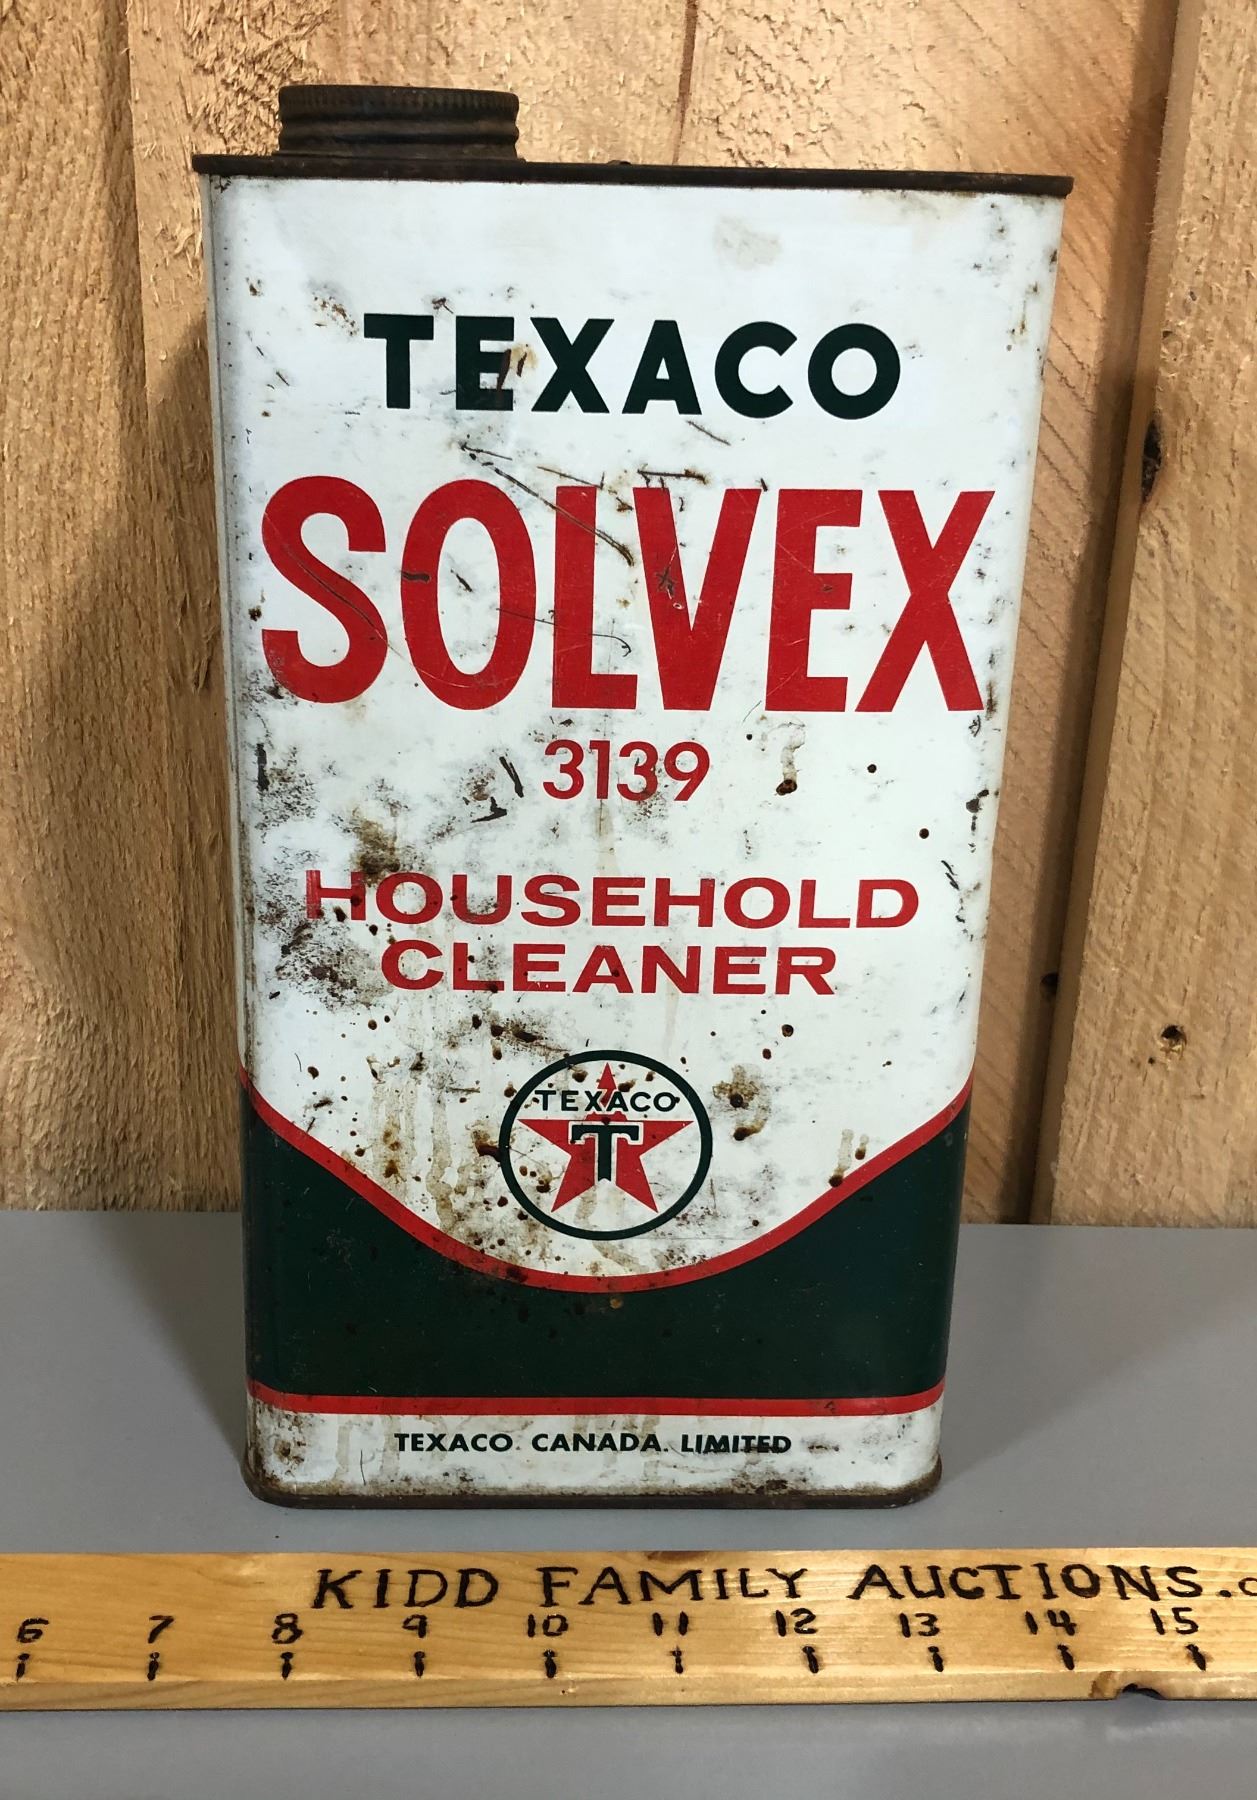 TEXACO
SOLVEX
3139
HOUSEHOLD
CLEANER
TEXACO
T
TEXACO CANADA LIMITED
KIDD FAMILY AUCTIONS.
6 7 8 9 10 11 12 13 14 15